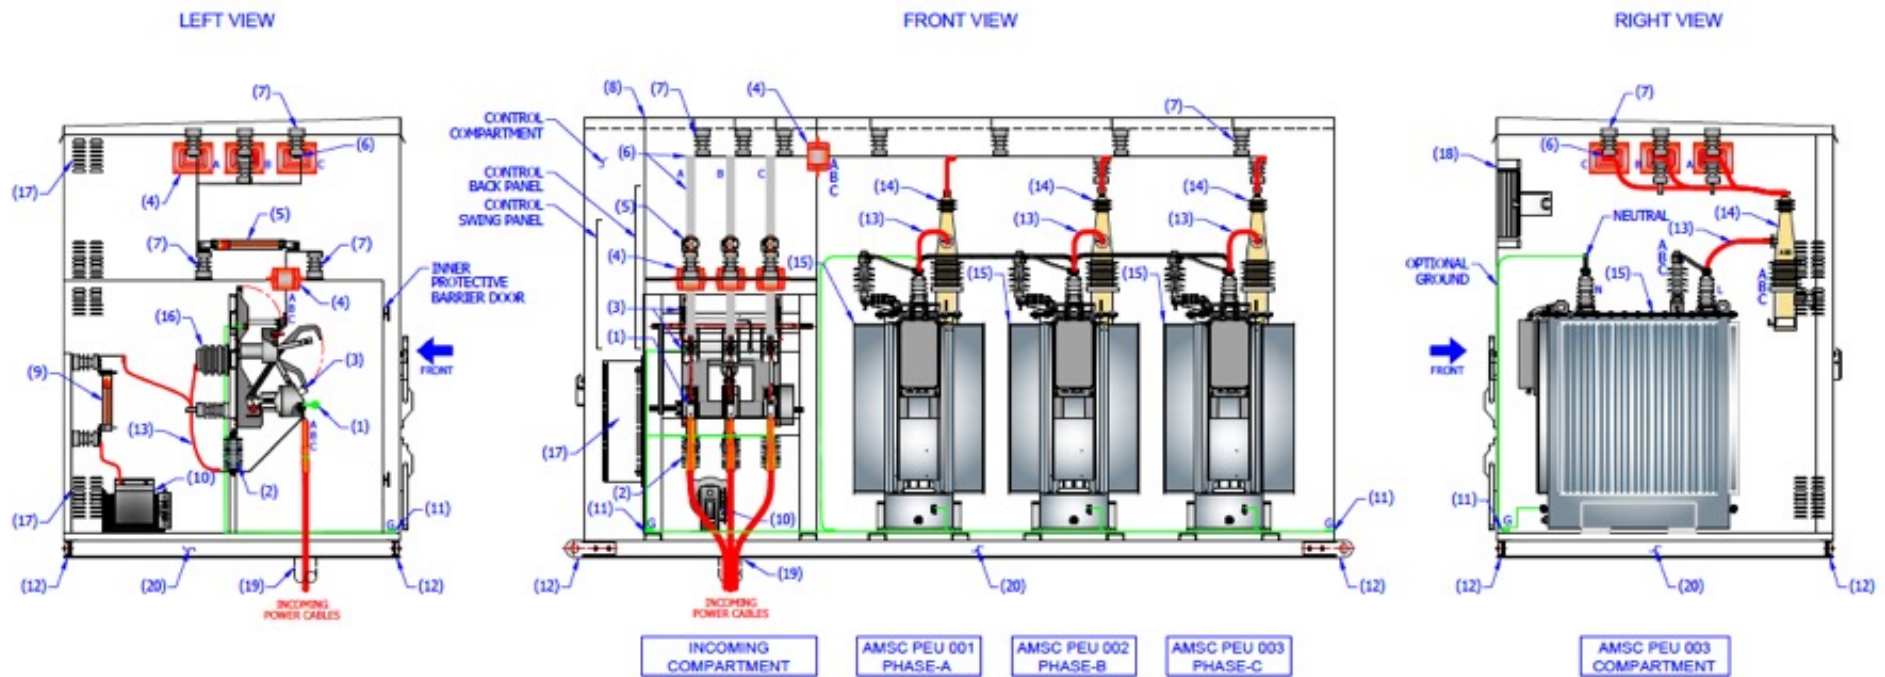 LEFT VIEW
FRONT VIEW
RIGHT VIEW
(7)
(6)
A
B
C
(17)
(4)
(5)
(7)
(7)
INNER
PROTECTIVE
BARRIER DOOR
(4)
A
B
C
(16)
(3)
FRONT
(9)
(1)
(13)
A
B
C
(10)
(2)
(17)
(11)
G
(12)
(20)
(19)
(12)
INCOMING
POWER CABLES
(8)
(7)
(4)
(7)
CONTROL
COMPARTMENT
(6)
A
B
C
A
B
C
CONTROL
BACK PANEL
CONTROL
SWING PANEL
(5)
(14)
(14)
(14)
(13)
(13)
(13)
(4)
(15)
(15)
(15)
(3)
(1)
(17)
(2)
(11)
G
(10)
G
(11)
(12)
(19)
(20)
(12)
INCOMING
POWER CABLES
INCOMING
COMPARTMENT
AMSC PEU 001
PHASE-A
AMSC PEU 002
PHASE-B
AMSC PEU 003
PHASE-C
(7)
(6)
C
B
A
(18)
(14)
NEUTRAL
(13)
ABB
OPTIONAL
GROUND
A
B
C
(15)
A
B
C
N
L
FRONT
(11)
G
(12)
(20)
(12)
AMSC PEU 003
COMPARTMENT